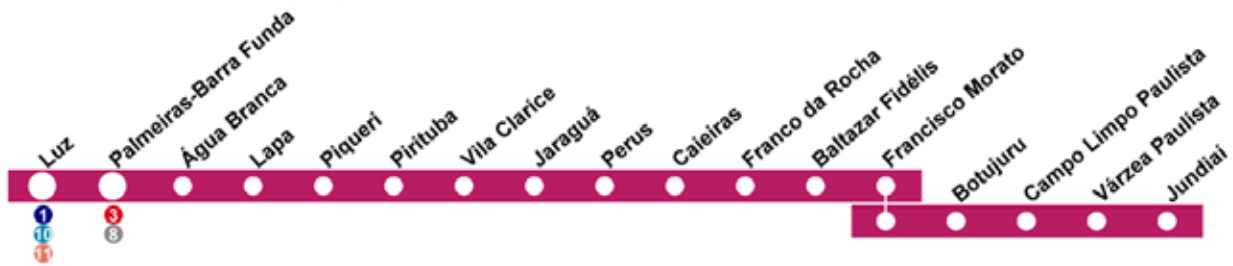 Luz
Palmeiras-Barra Funda
Água Branca
Lapa
Piqueri
Pirituba
Vila Clarice
Jaraguá
Perus
Caieiras
Franco da Rocha
Baltazar Fidélis
Francisco Morato
Botujuru
Campo Limpo Paulista
Várzea Paulista
Jundiaí
1
10
11
3
8